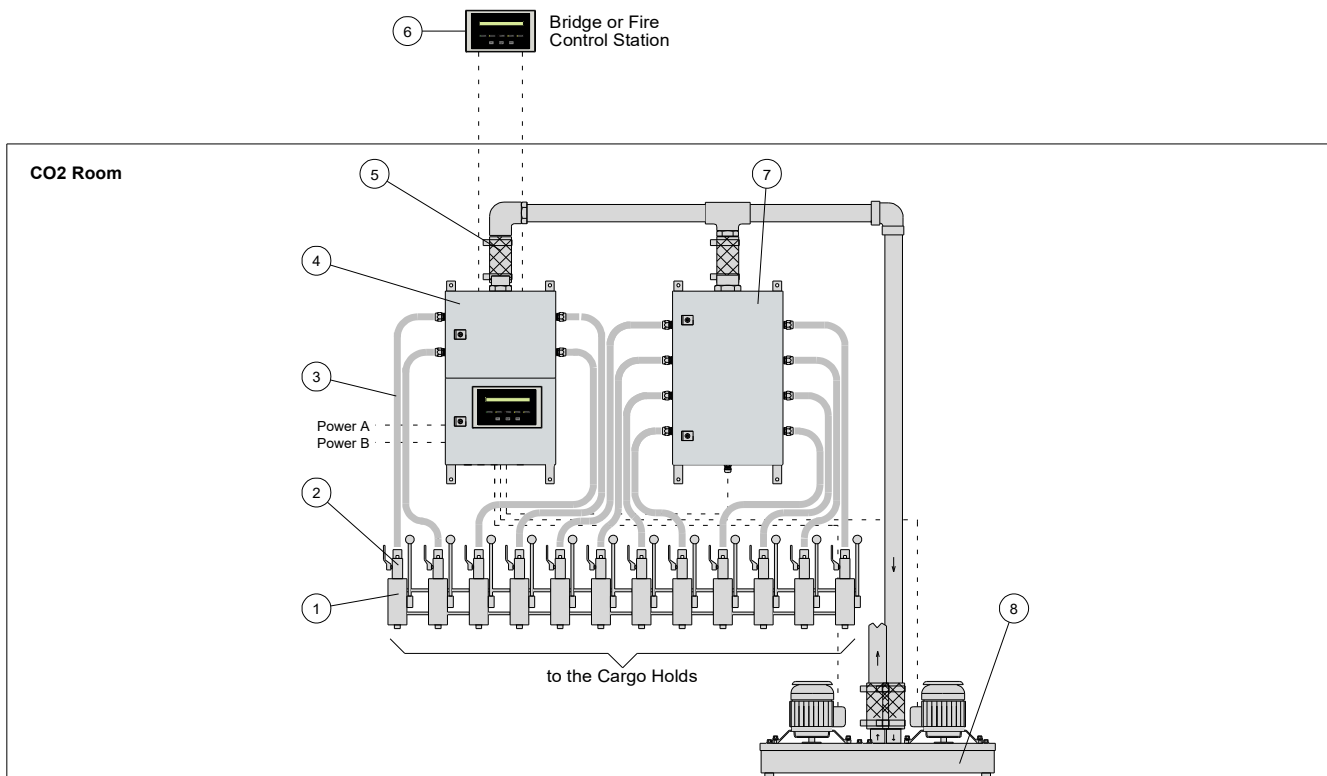 6
Bridge or Fire
Control Station
CO2 Room
5
7
4
3
Power A
Power B
2
1
8
to the Cargo Holds